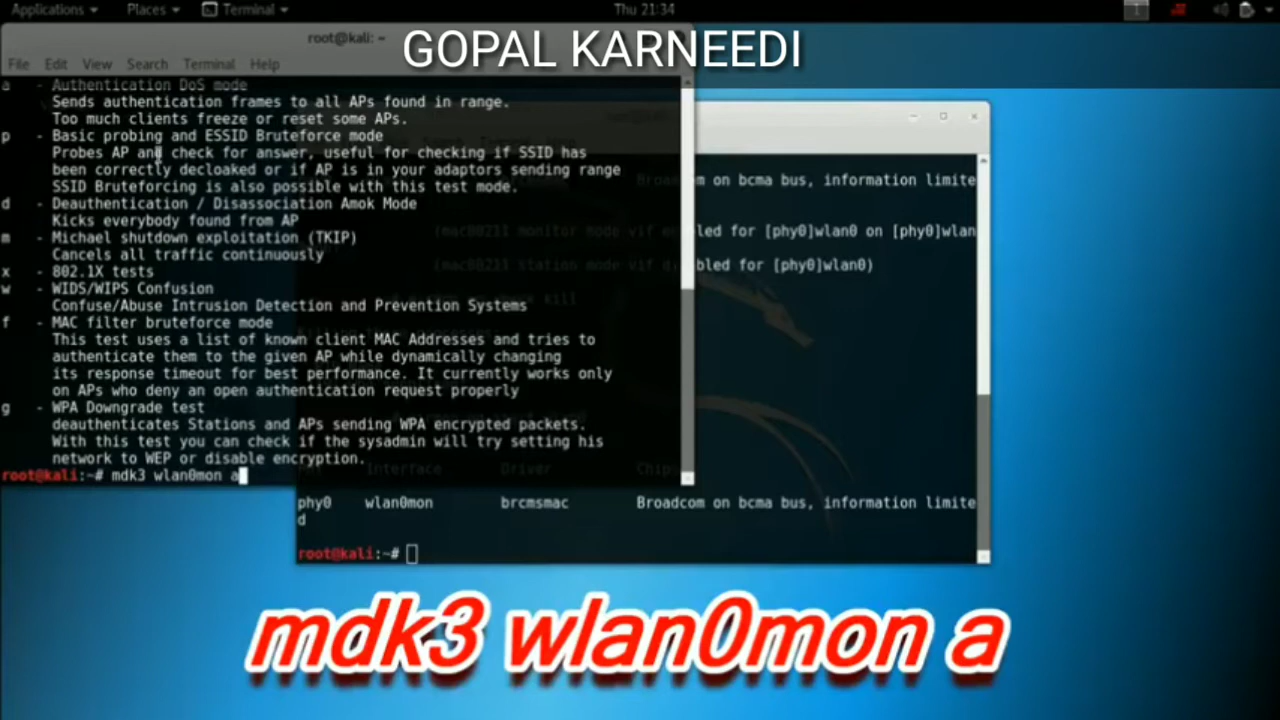 Applications Places Terminal Thu 21:34 1
root@kali: ~
GOPAL KARNEEDI
File Edit View Search Terminal Help
a - Authentication DoS mode
Sends authentication frames to all APs found in range.
Too much clients freeze or reset some APs.
p - Basic probing and ESSID Bruteforce mode
Probes AP and check for answer, useful for checking if SSID has
been correctly decloaked or if AP is in your adaptors sending range
SSID Bruteforcing is also possible with this test mode.
d - Deauthentication / Disassociation Amok Mode
Kicks everybody found from AP
m - Michael shutdown exploitation (TKIP)
Cancels all traffic continuously
x - 802.1X tests
w - WIDS/WIPS Confusion
Confuse/Abuse Intrusion Detection and Prevention Systems
f - MAC filter bruteforce mode
This test uses a list of known client MAC Addresses and tries to
authenticate them to the given AP while dynamically changing
its response timeout for best performance. It currently works only
on APs who deny an open authentication request properly
g - WPA Downgrade test
deauthenticates Stations and APs sending WPA encrypted packets.
With this test you can check if the sysadmin will try setting his
network to WEP or disable encryption.
root@kali:~# mdk3 wlan0mon a
Broadcom on bcma bus, information limite
(mac80211 monitor mode vif enabled for [phy0]wlan0 on [phy0]wlan
(mac80211 station mode vif disabled for [phy0]wlan0)
kill
Interface Driver Chips
phy0 wlan0mon brcmsmac Broadcom on bcma bus, information limite
d
root@kali:~#
mdk3 wlan0mon a